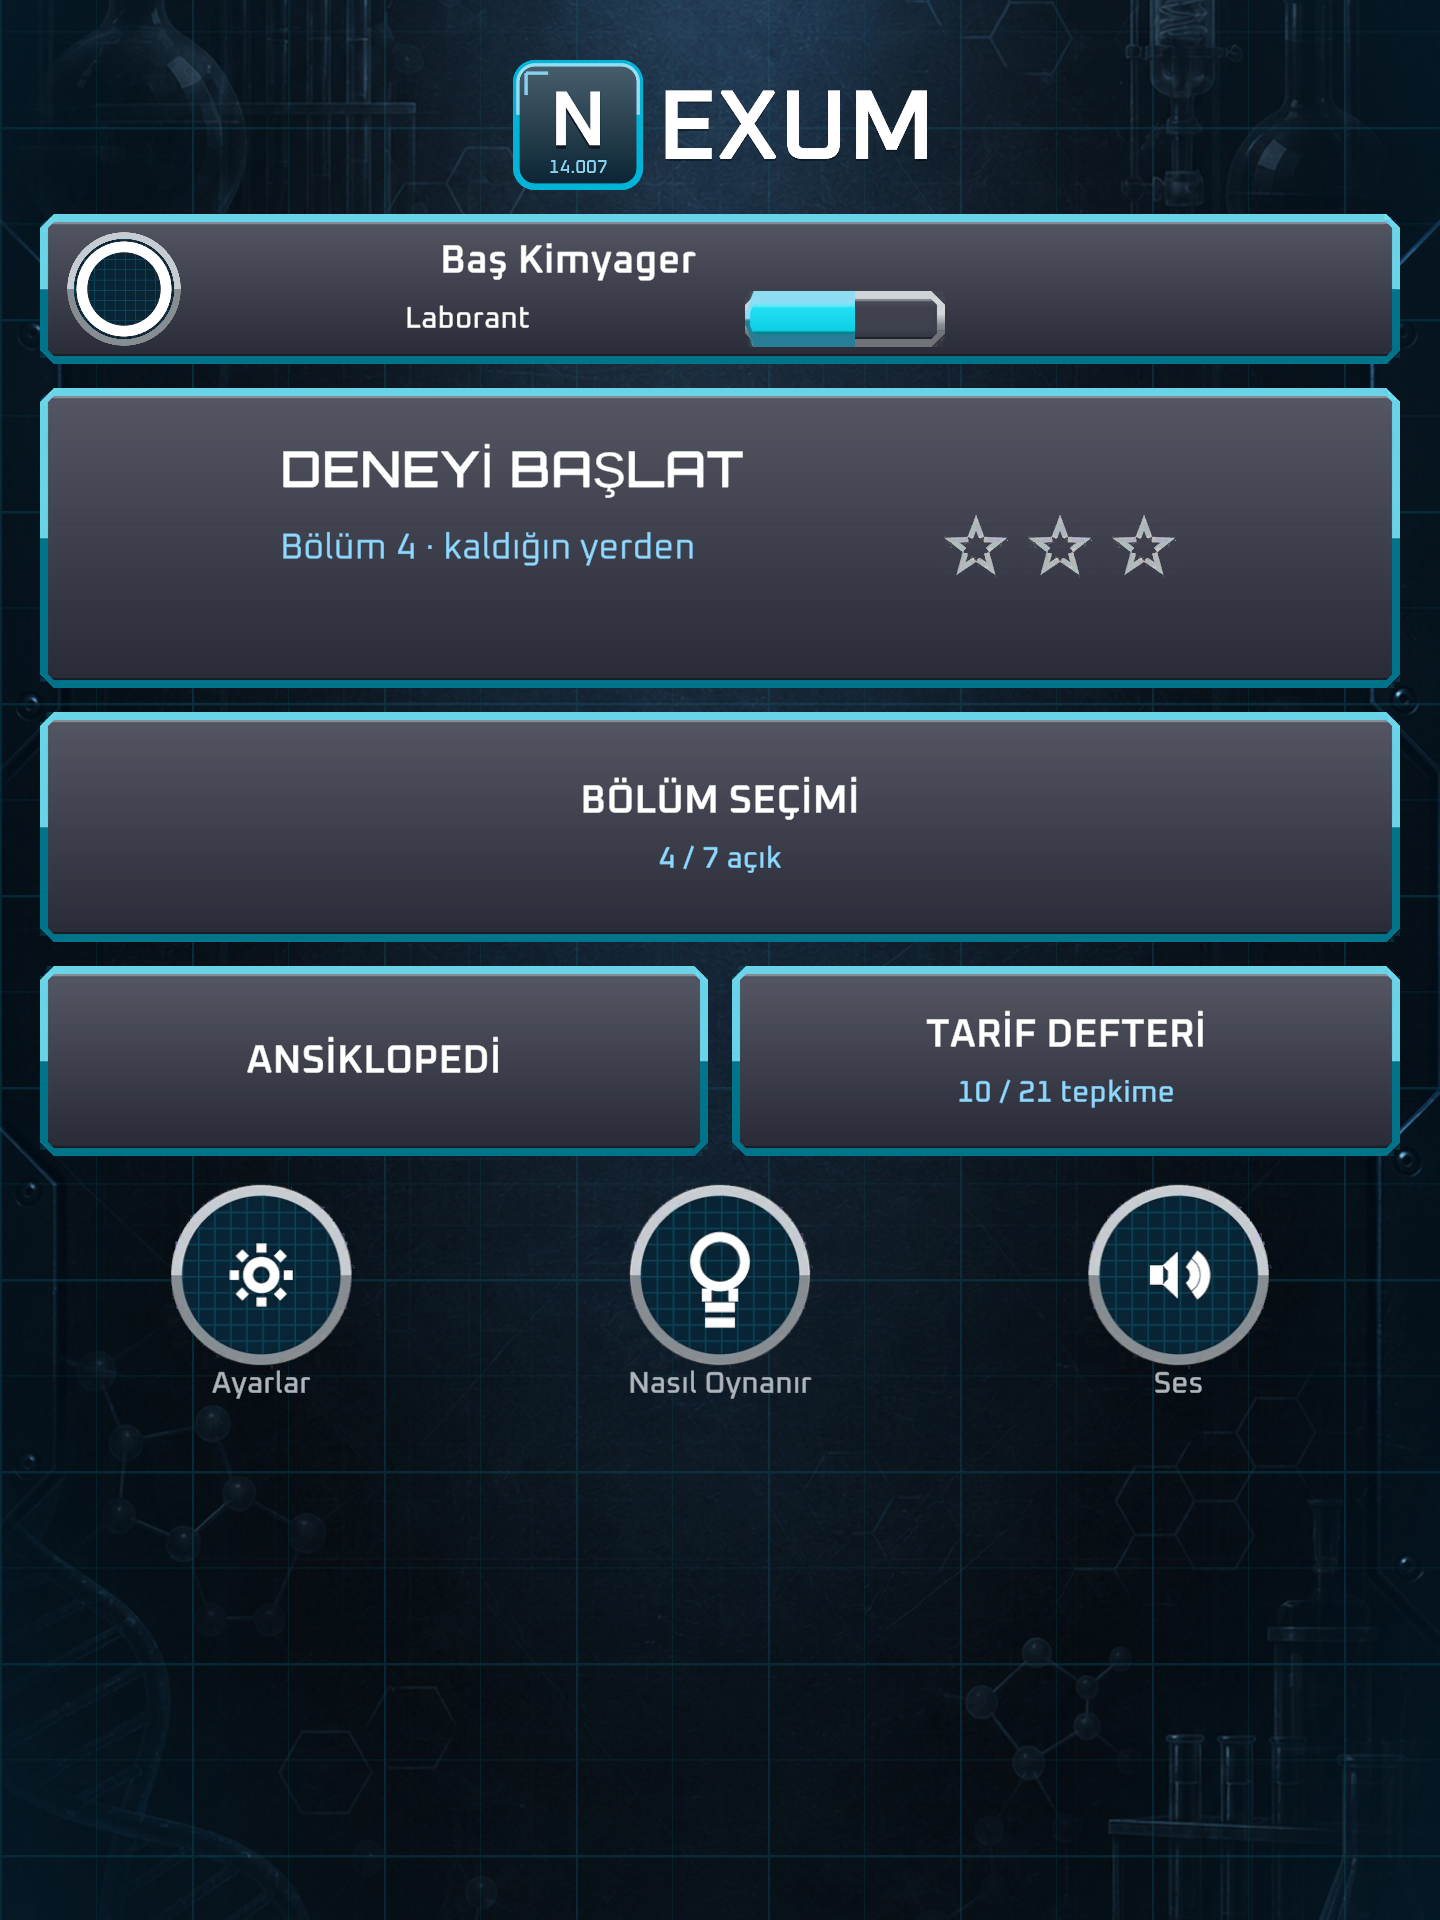 N EXUM
14.007
Baş Kimyager
Laborant
DENEYİ BAŞLAT
Bölüm 4 · kaldığın yerden
BÖLÜM SEÇİMİ
4 / 7 açık
ANSİKLOPEDİ
TARİF DEFTERİ
10 / 21 tepkime
Ayarlar
Nasıl Oynanır
Ses